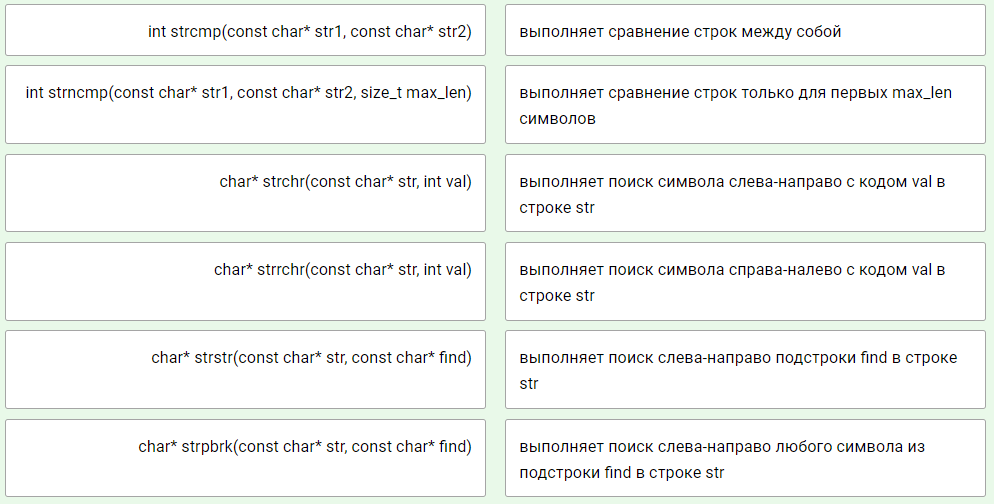 int strcmp(const char* str1, const char* str2)
выполняет сравнение строк между собой
int strncmp(const char* str1, const char* str2, size_t max_len)
выполняет сравнение строк только для первых max_len
символов
char* strchr(const char* str, int val)
выполняет поиск символа слева-направо с кодом val в
строке str
char* strrchr(const char* str, int val)
выполняет поиск символа справа-налево с кодом val в
строке str
char* strstr(const char* str, const char* find)
выполняет поиск слева-направо подстроки find в строке
str
char* strpbrk(const char* str, const char* find)
выполняет поиск слева-направо любого символа из
подстроки find в строке str